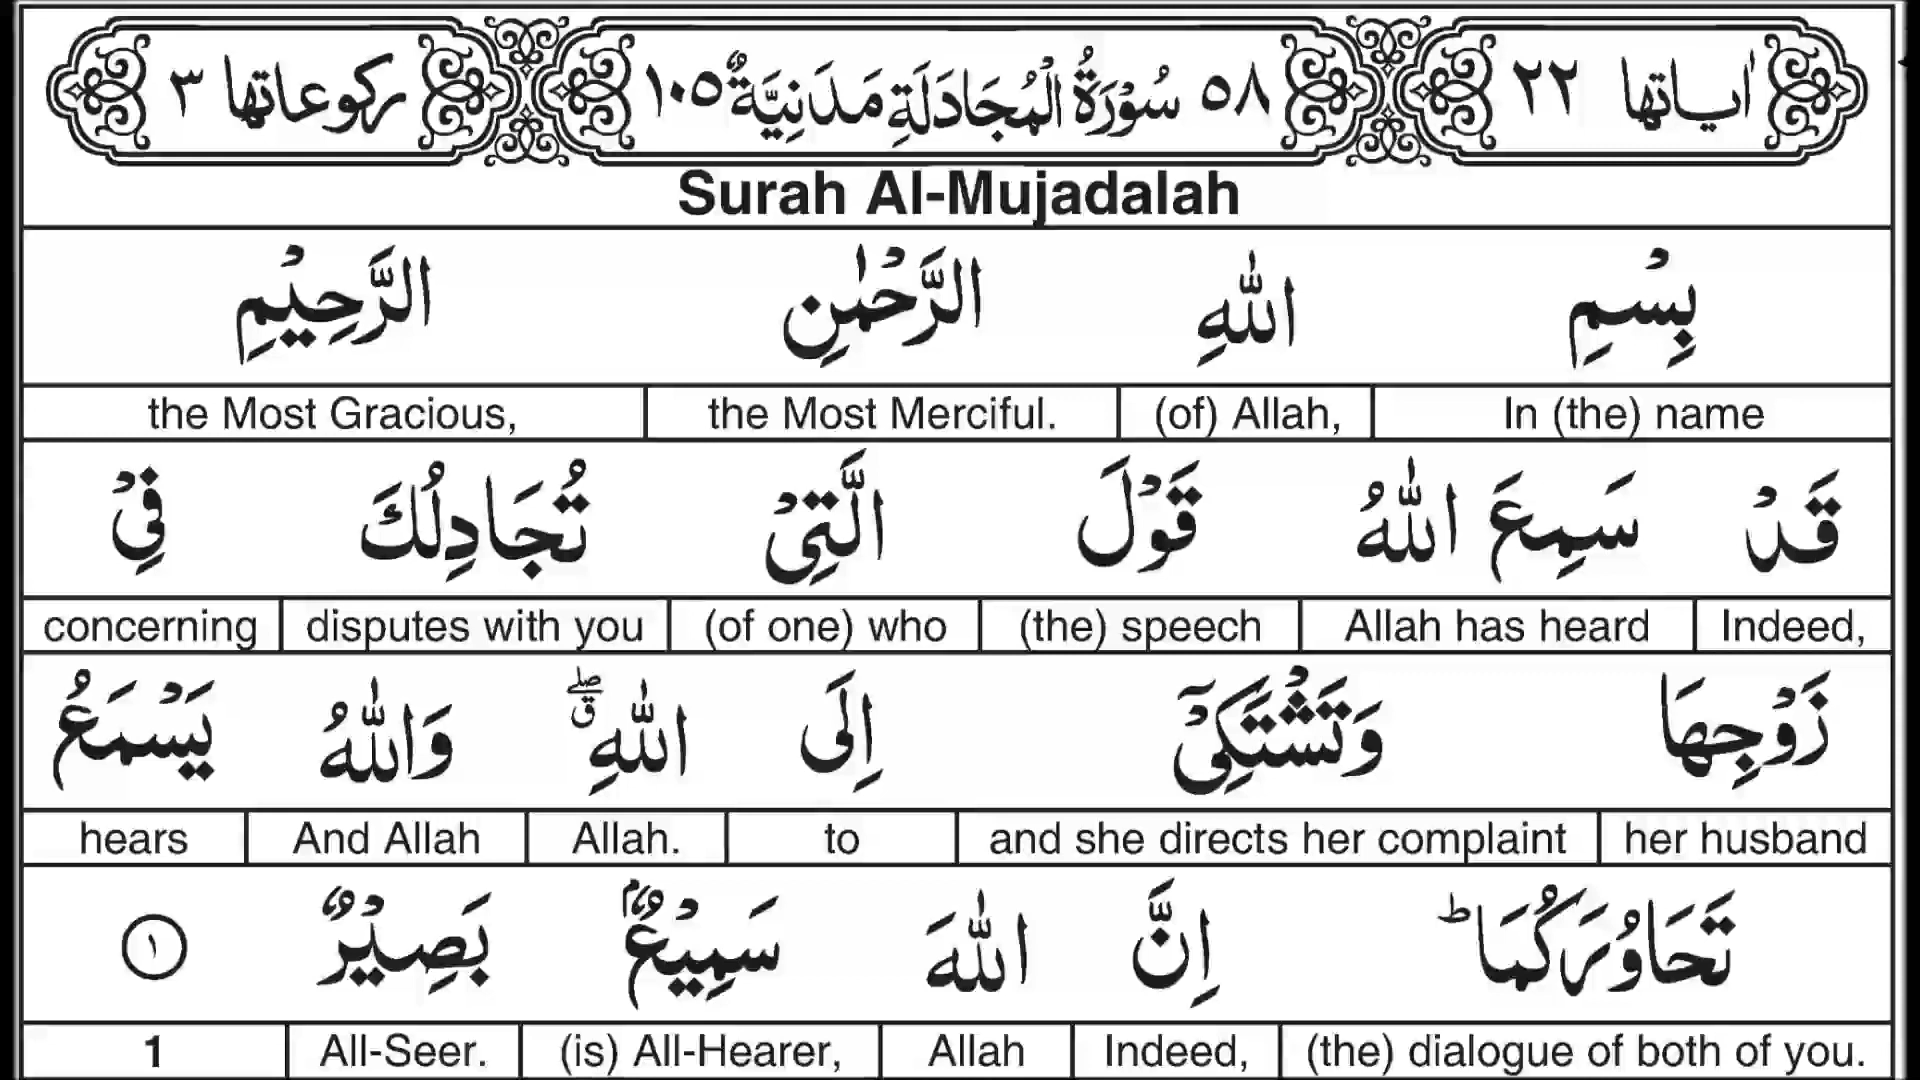 اٰیاتها ٢٢ ٥٨ سُوْرَةُ الْمُجَادَلَةِ مَدَنِيَّةٌ ١٠٥ رکوعاتها ٣
Surah Al-Mujadalah
بِسْمِ اللّٰهِ الرَّحْمٰنِ الرَّحِيْمِ
In (the) name (of) Allah, the Most Merciful. the Most Gracious,
قَدْ سَمِعَ اللّٰهُ قَوْلَ الَّتِيْ تُجَادِلُكَ فِيْ
Indeed, Allah has heard (the) speech (of one) who disputes with you concerning
زَوْجِهَا وَتَشْتَكِيْٓ اِلَى اللّٰهِ ۖق وَاللّٰهُ يَسْمَعُ
her husband and she directs her complaint to Allah. And Allah hears
تَحَاوُرَكُمَا ؕ اِنَّ اللّٰهَ سَمِيْعٌۢ بَصِيْرٌ ١
(the) dialogue of both of you. Indeed, Allah (is) All-Hearer, All-Seer. 1